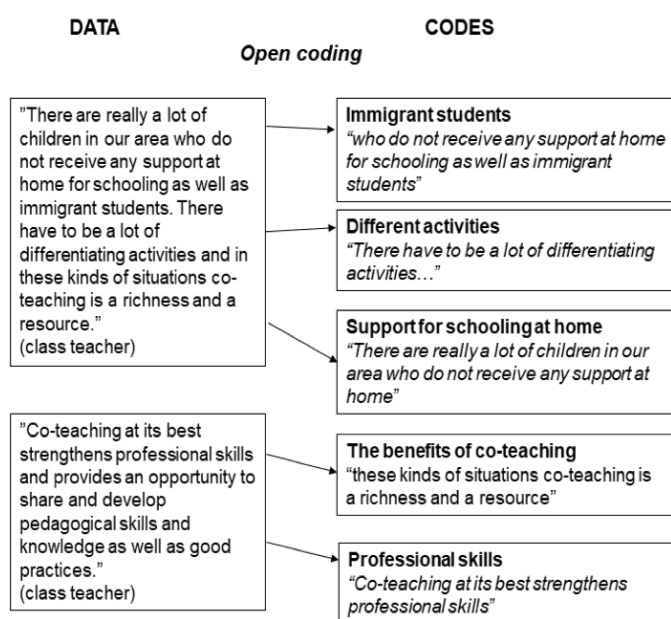 DATA
CODES
Open coding
”There are really a lot of
children in our area who do
not receive any support at
home for schooling as well as
immigrant students. There
have to be a lot of
differentiating activities and in
these kinds of situations co-
teaching is a richness and a
resource.”
(class teacher)
”Co-teaching at its best
strengthens professional skills
and provides an opportunity to
share and develop
pedagogical skills and
knowledge as well as good
practices.”
(class teacher)
Immigrant students
“who do not receive any support at home
for schooling as well as immigrant
students”
Different activities
“There have to be a lot of differentiating
activities…”
Support for schooling at home
“There are really a lot of children in our
area who do not receive any support at
home”
The benefits of co-teaching
“these kinds of situations co-teaching is
a richness and a resource”
Professional skills
“Co-teaching at its best strengthens
professional skills”